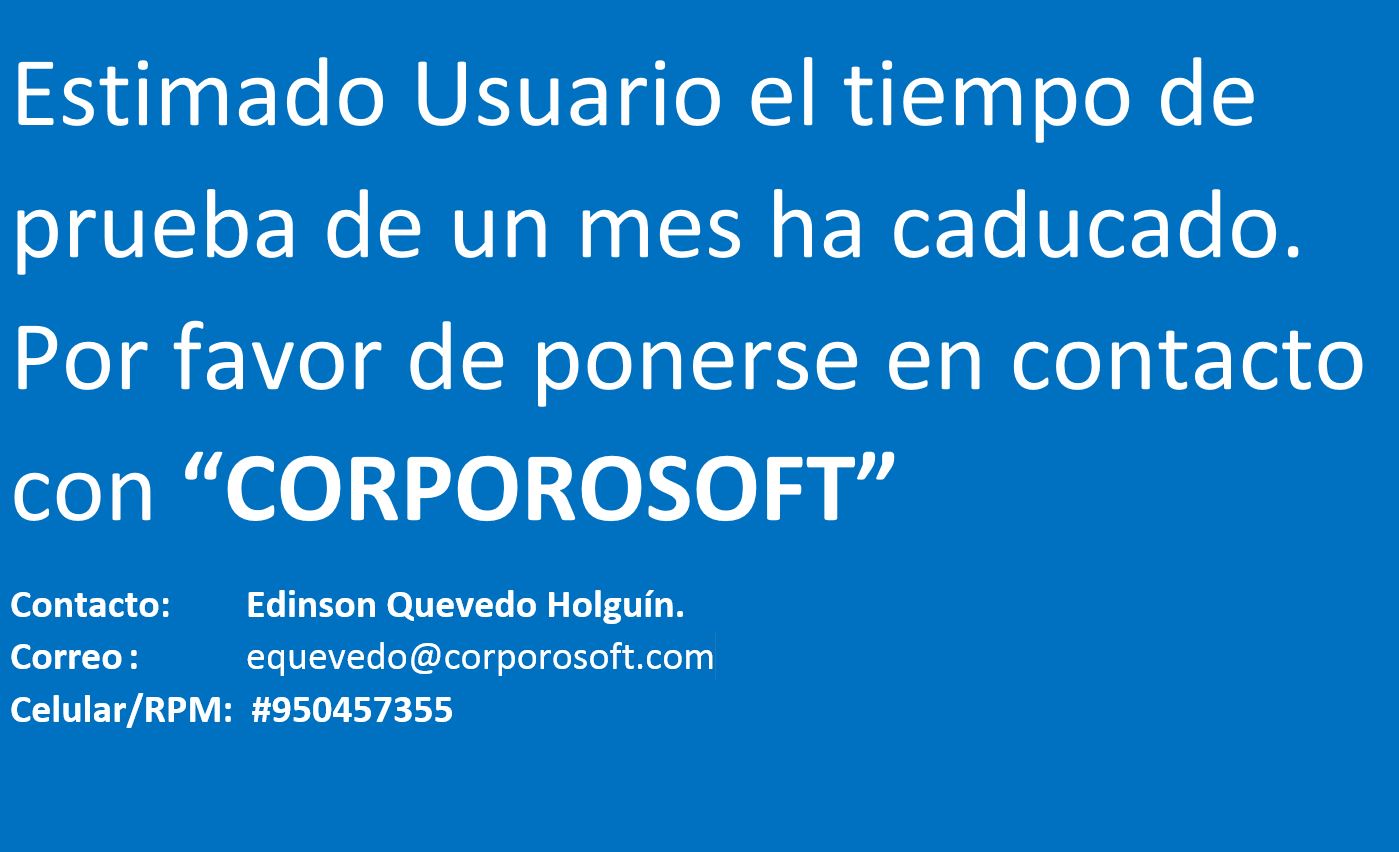 Estimado Usuario el tiempo de
prueba de un mes ha caducado.
Por favor de ponerse en contacto
con “CORPOROSOFT”
Contacto: Edinson Quevedo Holguín.
Correo : equevedo@corporosoft.com
Celular/RPM: #950457355